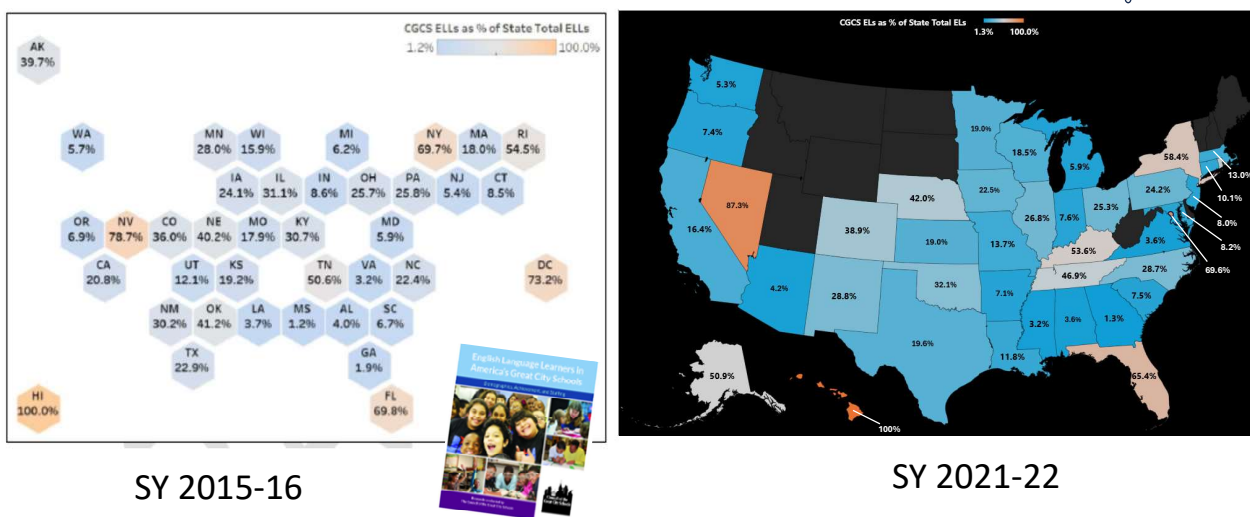 CGCS ELLs as % of State Total ELLs
1.2% 100.0%
AK
39.7%
WA
5.7%
MN
28.0%
WI
15.9%
MI
6.2%
NY
69.7%
MA
18.0%
RI
54.5%
IA
24.1%
IL
31.1%
IN
8.6%
OH
25.7%
PA
25.8%
NJ
5.4%
CT
8.5%
OR
6.9%
NV
78.7%
CO
36.0%
NE
40.2%
MO
17.9%
KY
30.7%
MD
5.9%
CA
20.8%
UT
12.1%
KS
19.2%
TN
50.6%
VA
3.2%
NC
22.4%
DC
73.2%
NM
30.2%
OK
41.2%
LA
3.7%
MS
1.2%
AL
4.0%
SC
6.7%
TX
22.9%
GA
1.9%
HI
100.0%
FL
69.8%
English Language Learners in
America's Great City Schools
SY 2015-16
CGCS ELs as % of State Total ELs
1.3% 100.0%
5.3%
7.4%
19.0%
18.5%
5.9%
58.4%
13.0%
10.1%
87.3%
42.0%
22.5%
24.2%
8.0%
16.4%
38.9%
26.8%
7.6%
25.3%
8.2%
19.0%
13.7%
53.6%
3.6%
69.6%
4.2%
28.8%
32.1%
7.1%
46.9%
28.7%
7.5%
19.6%
3.2%
3.6%
1.3%
11.8%
50.9%
65.4%
100%
SY 2021-22